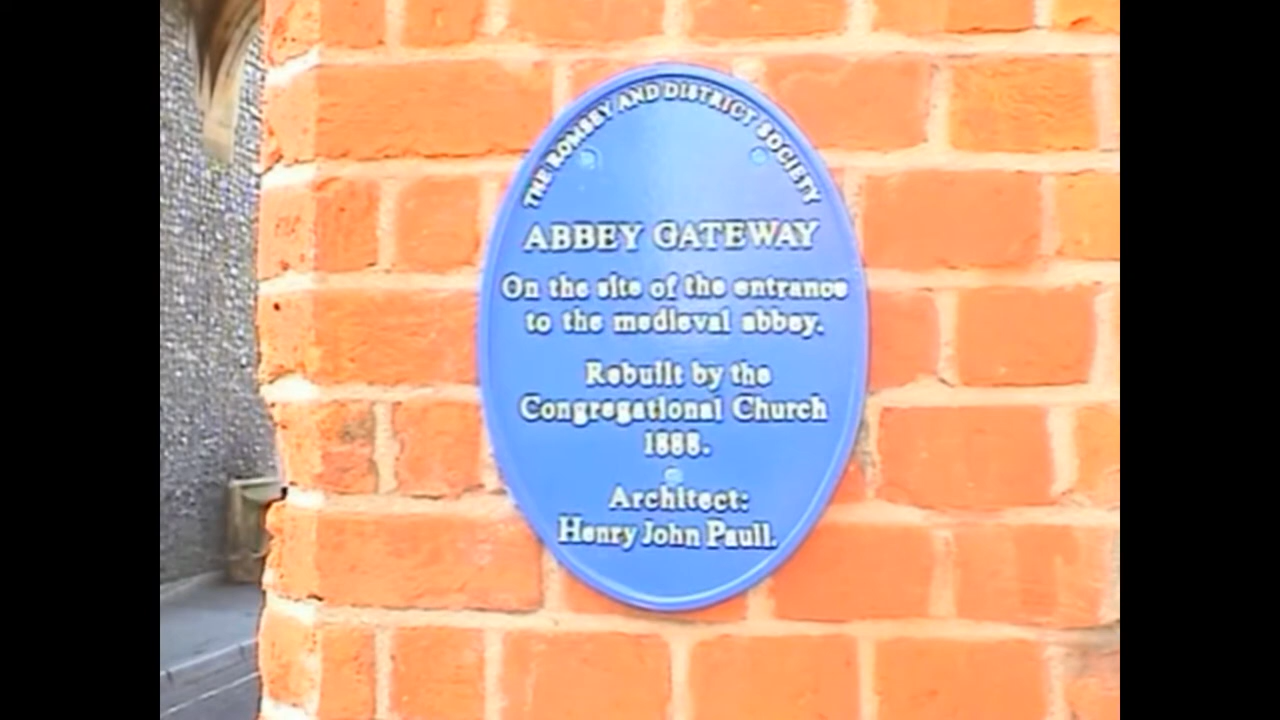 THE ROMSEY AND DISTRICT SOCIETY
ABBEY GATEWAY
On the site of the entrance
to the medieval abbey.
Rebuilt by the
Congregational Church
1888.
Architect:
Henry John Paull.